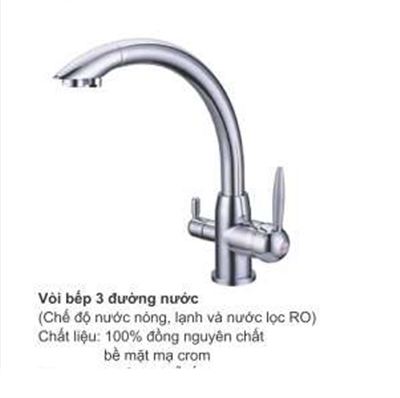 Vòi bếp 3 đường nước
(Chế độ nước nóng, lạnh và nước lọc RO)
Chất liệu: 100% đồng nguyên chất
bề mặt mạ crom